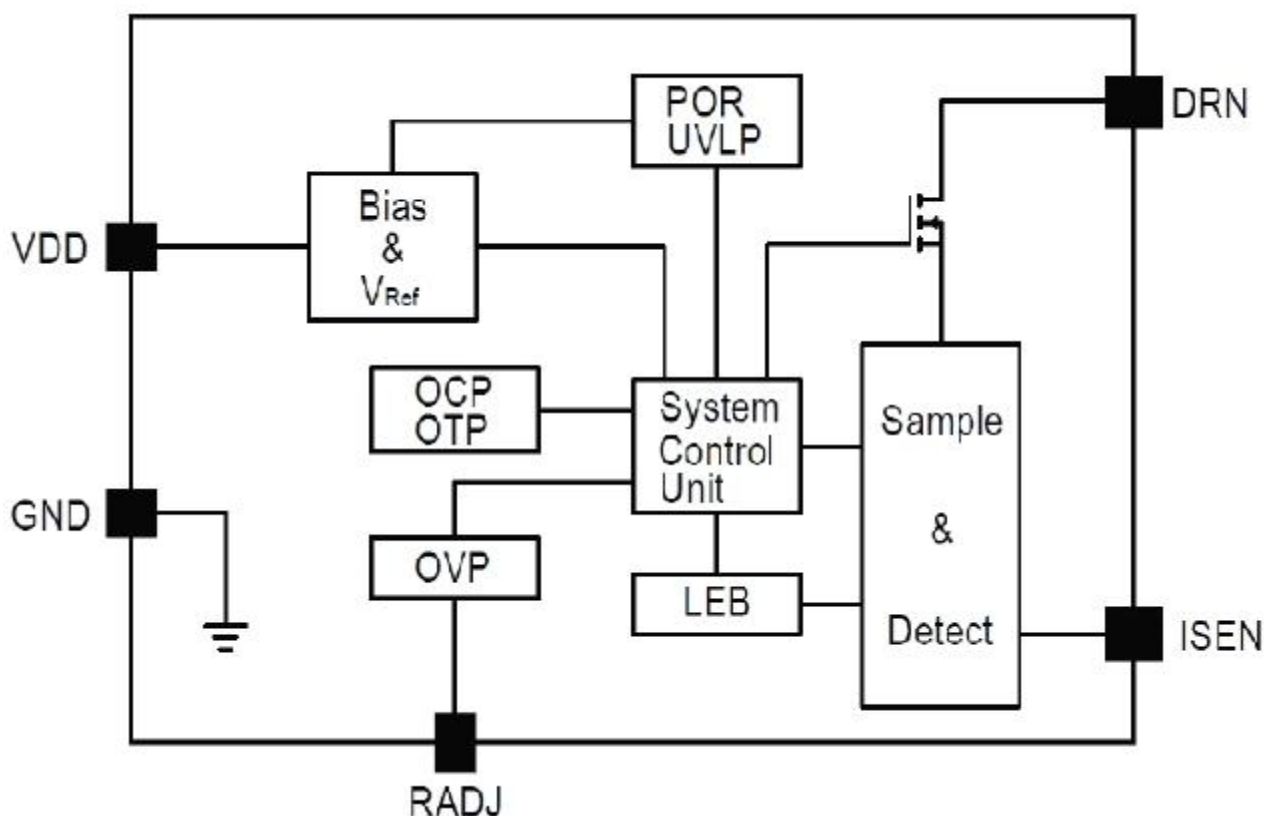 POR
UVLP
DRN
Bias
&
VRef
VDD
OCP
OTP
System
Control
Unit
Sample
&
Detect
GND
OVP
LEB
ISEN
RADJ